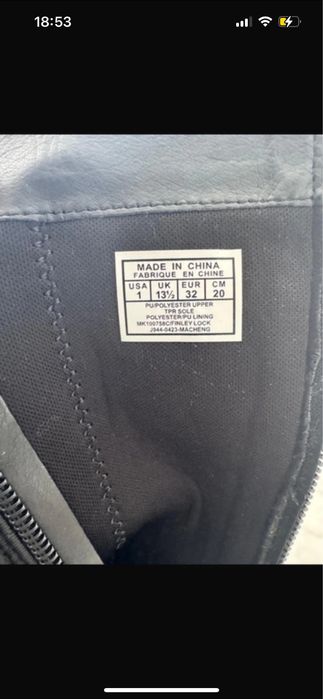 18:53
MADE IN CHINA
FABRIQUE EN CHINE
USA UK EUR CM
1 13½ 32 20
PU/POLYESTER UPPER
TPR SOLE
POLYESTER/PU LINING
MK100758C/FINLEY LOCK
J844-0423-MACHENG